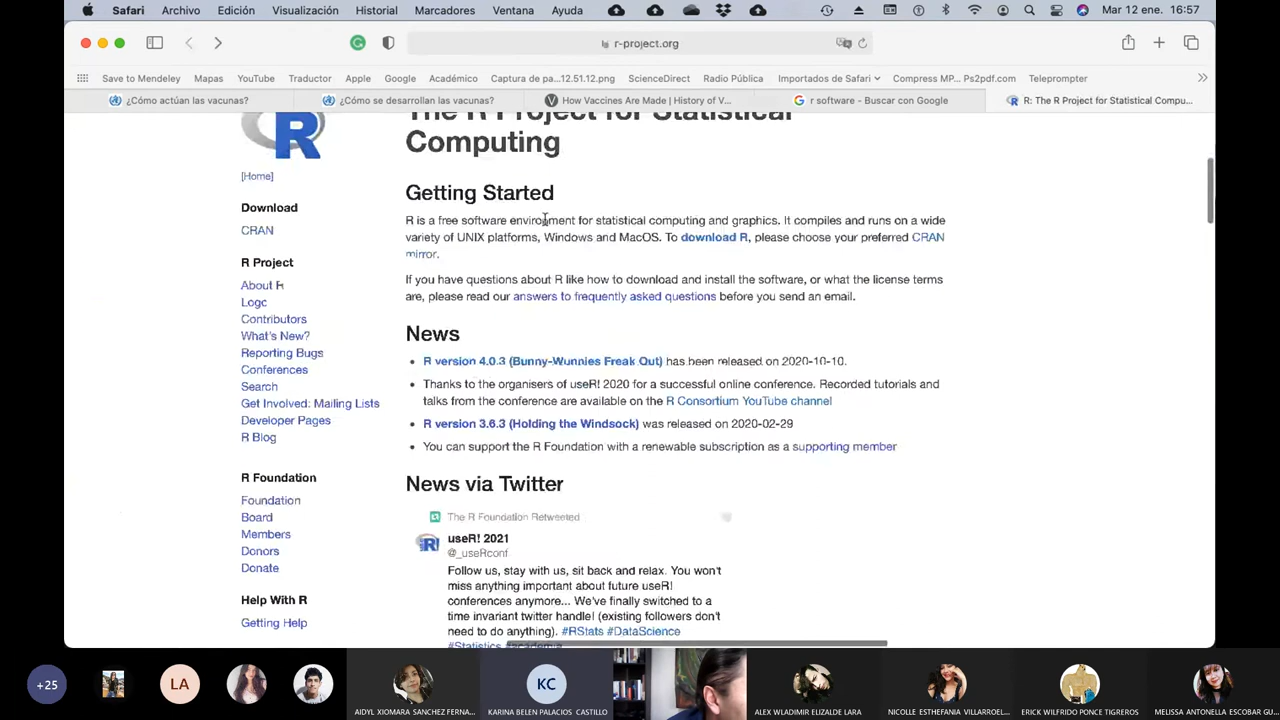 Safari Archivo Edición Visualización Historial Marcadores Ventana Ayuda Mar 12 ene. 16:57
r-project.org
Save to Mendeley Mapas YouTube Traductor Apple Google Académico Captura de pa...12.51.12.png ScienceDirect Radio Pública Importados de Safari Compress MP... Ps2pdf.com Teleprompter
¿Cómo actúan las vacunas? ¿Cómo se desarrollan las vacunas? How Vaccines Are Made | History of V... r software - Buscar con Google R: The R Project for Statistical Compu...
R
[Home]
Download
CRAN
R Project
About R
Logo
Contributors
What's New?
Reporting Bugs
Conferences
Search
Get Involved: Mailing Lists
Developer Pages
R Blog
R Foundation
Foundation
Board
Members
Donors
Donate
Help With R
Getting Help
The R Project for Statistical
Computing
Getting Started
R is a free software environment for statistical computing and graphics. It compiles and runs on a wide
variety of UNIX platforms, Windows and MacOS. To download R, please choose your preferred CRAN
mirror.
If you have questions about R like how to download and install the software, or what the license terms
are, please read our answers to frequently asked questions before you send an email.
News
• R version 4.0.3 (Bunny-Wunnies Freak Out) has been released on 2020-10-10.
• Thanks to the organisers of useR! 2020 for a successful online conference. Recorded tutorials and
talks from the conference are available on the R Consortium YouTube channel
• R version 3.6.3 (Holding the Windsock) was released on 2020-02-29
• You can support the R Foundation with a renewable subscription as a supporting member
News via Twitter
The R Foundation Retweeted
useR! 2021
@_useRconf
Follow us, stay with us, sit back and relax. You won't
miss anything important about future useR!
conferences anymore... We've finally switched to a
time invariant twitter handle! (existing followers don't
need to do anything). #RStats #DataScience
#Statistics #academia
+25 LA KC
AIDYL XIOMARA SANCHEZ FERNA... KARINA BELEN PALACIOS CASTILLO ALEX WLADIMIR ELIZALDE LARA NICOLLE ESTHEFANIA VILLARROEL... ERICK WILFRIDO PONCE TIGREROS MELISSA ANTONELLA ESCOBAR GU...